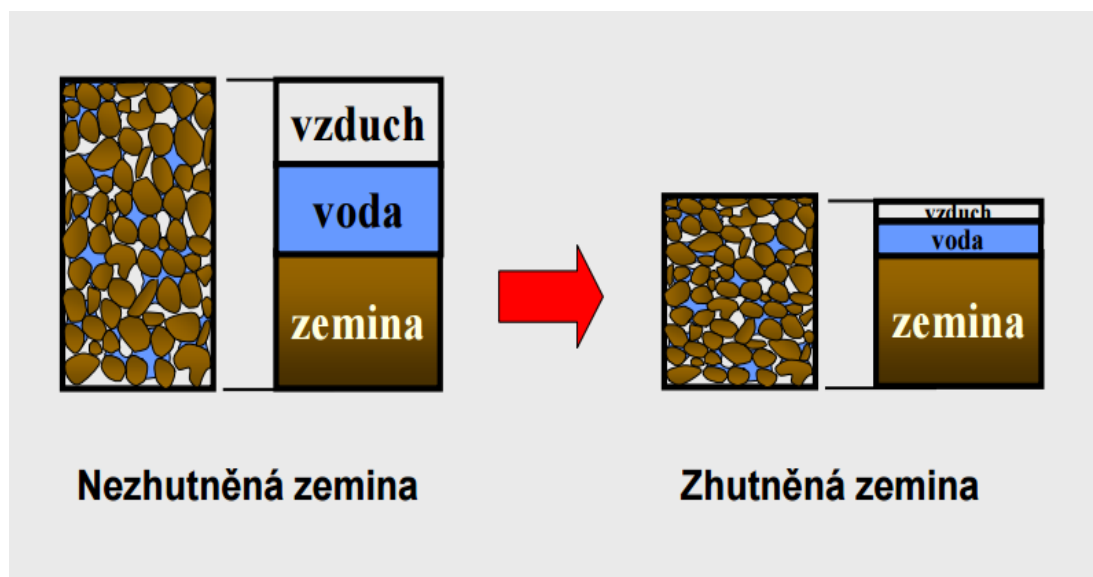 vzduch
voda
zemina
vzduch
voda
zemina
Nezhutněná zemina
Zhutněná zemina